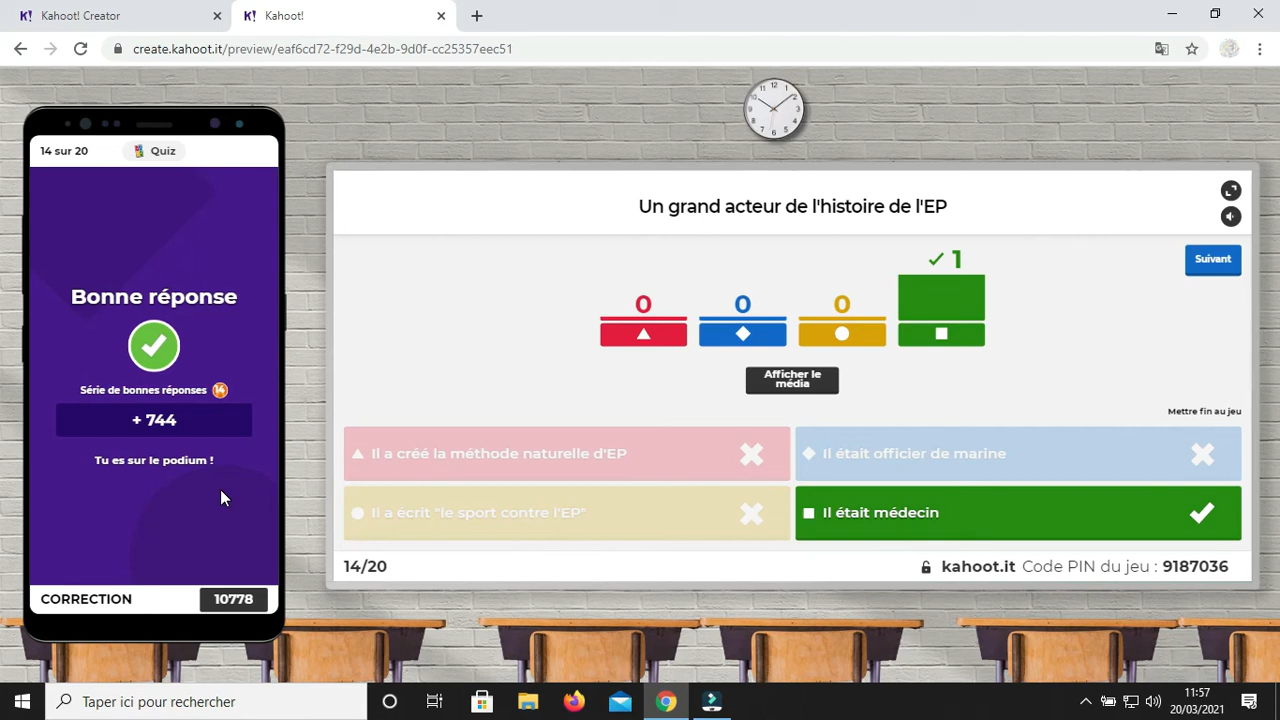 Kahoot! Creator
Kahoot!
create.kahoot.it/preview/eaf6cd72-f29d-4e2b-9d0f-cc25357eec51
14 sur 20
Quiz
Bonne réponse
Série de bonnes réponses 14
+ 744
Tu es sur le podium !
CORRECTION
10778
Un grand acteur de l'histoire de l'EP
Suivant
0
0
0
1
Afficher le
média
Mettre fin au jeu
Il a créé la méthode naturelle d'EP
Il était officier de marine
Il a écrit "le sport contre l'EP"
Il était médecin
14/20
kahoot.it Code PIN du jeu : 9187036
Taper ici pour rechercher
11:57
20/03/2021